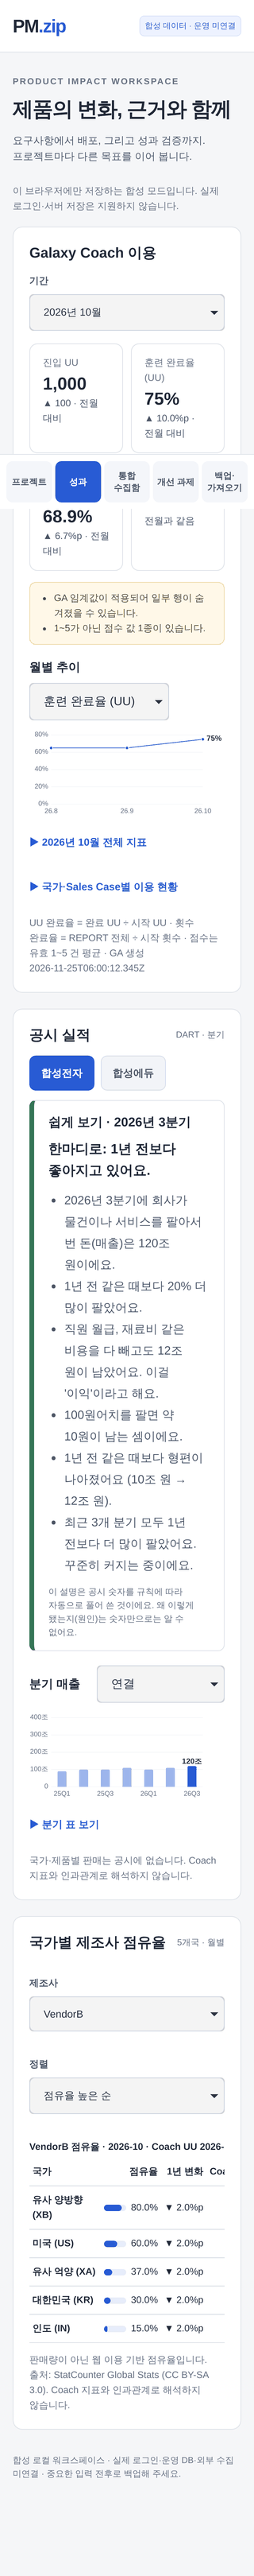 PM.zip
합성 데이터 · 운영 미연결
PRODUCT IMPACT WORKSPACE
제품의 변화, 근거와 함께
요구사항에서 배포, 그리고 성과 검증까지.
프로젝트마다 다른 목표를 이어 봅니다.
이 브라우저에만 저장하는 합성 모드입니다. 실제
로그인·서버 저장은 지원하지 않습니다.
Galaxy Coach 이용
기간
2026년 10월
진입 UU
1,000
▲ 100 · 전월
대비
훈련 완료율
(UU)
75%
▲ 10.0%p ·
전월 대비
프로젝트
성과
통합
수집함
개선 과제
백업·
가져오기
68.9%
▲ 6.7%p · 전월
대비
전월과 같음
• GA 임계값이 적용되어 일부 행이 숨
겨졌을 수 있습니다.
• 1~5가 아닌 점수 값 1종이 있습니다.
월별 추이
훈련 완료율 (UU)
80%
60%
40%
20%
0%
75%
26.8
26.9
26.10
▶ 2026년 10월 전체 지표
▶ 국가·Sales Case별 이용 현황
UU 완료율 = 완료 UU ÷ 시작 UU · 횟수
완료율 = REPORT 전체 ÷ 시작 횟수 · 점수는
유효 1~5 건 평균 · GA 생성
2026-11-25T06:00:12.345Z
공시 실적
DART · 분기
합성전자
합성에듀
쉽게 보기 · 2026년 3분기
한마디로: 1년 전보다
좋아지고 있어요.
• 2026년 3분기에 회사가
물건이나 서비스를 팔아서
번 돈(매출)은 120조
원이에요.
• 1년 전 같은 때보다 20% 더
많이 팔았어요.
• 직원 월급, 재료비 같은
비용을 다 빼고도 12조
원이 남았어요. 이걸
'이익'이라고 해요.
• 100원어치를 팔면 약
10원이 남는 셈이에요.
• 1년 전 같은 때보다 형편이
나아졌어요 (10조 원 →
12조 원).
• 최근 3개 분기 모두 1년
전보다 더 많이 팔았어요.
꾸준히 커지는 중이에요.
이 설명은 공시 숫자를 규칙에 따라
자동으로 풀어 쓴 것이에요. 왜 이렇게
됐는지(원인)는 숫자만으로는 알 수
없어요.
분기 매출
연결
400조
300조
200조
100조
0
120조
25Q1
25Q3
26Q1
26Q3
▶ 분기 표 보기
국가·제품별 판매는 공시에 없습니다. Coach
지표와 인과관계로 해석하지 않습니다.
국가별 제조사 점유율
5개국 · 월별
제조사
VendorB
정렬
점유율 높은 순
VendorB 점유율 · 2026-10 · Coach UU 2026-
국가 점유율 1년 변화
유사 양방향
(XB) 80.0% ▼ 2.0%p
미국 (US) 60.0% ▼ 2.0%p
유사 억양 (XA) 37.0% ▼ 2.0%p
대한민국 (KR) 30.0% ▼ 2.0%p
인도 (IN) 15.0% ▼ 2.0%p
판매량이 아닌 웹 이용 기반 점유율입니다.
출처: StatCounter Global Stats (CC BY-SA
3.0). Coach 지표와 인과관계로 해석하지
않습니다.
합성 로컬 워크스페이스 · 실제 로그인·운영 DB·외부 수집
미연결 · 중요한 입력 전후로 백업해 주세요.